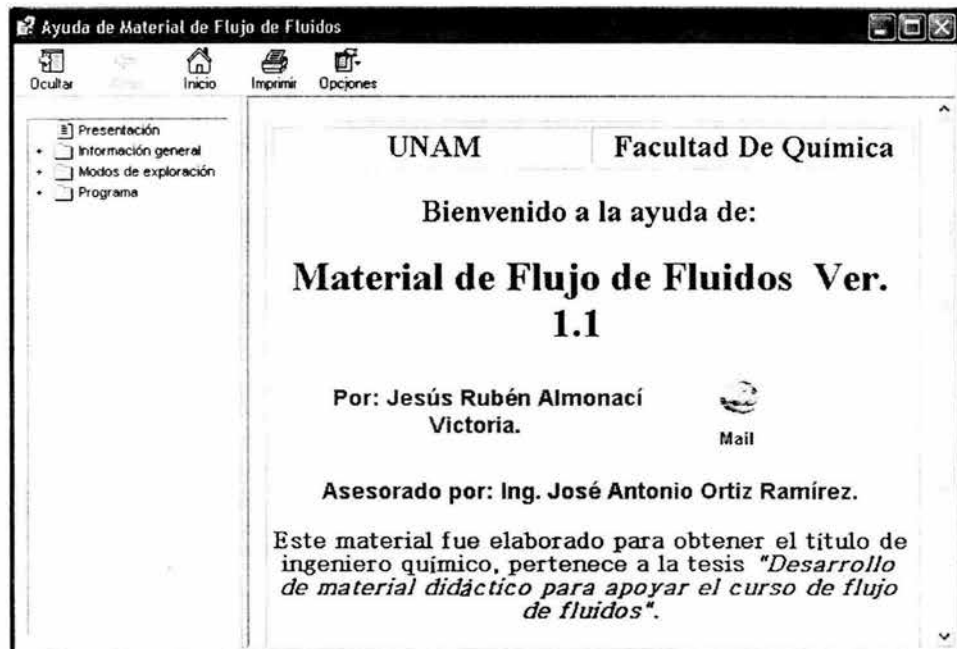 Ayuda de Material de Flujo de Fluidos
Ocultar Inicio Imprimir Opciones
Presentación
Información general
Modos de exploración
Programa
UNAM Facultad De Química
Bienvenido a la ayuda de:
Material de Flujo de Fluidos Ver.
1.1
Por: Jesús Rubén Almonací
Victoria.
Mail
Asesorado por: Ing. José Antonio Ortiz Ramírez.
Este material fue elaborado para obtener el título de
ingeniero químico, pertenece a la tesis "Desarrollo
de material didáctico para apoyar el curso de flujo
de fluidos".